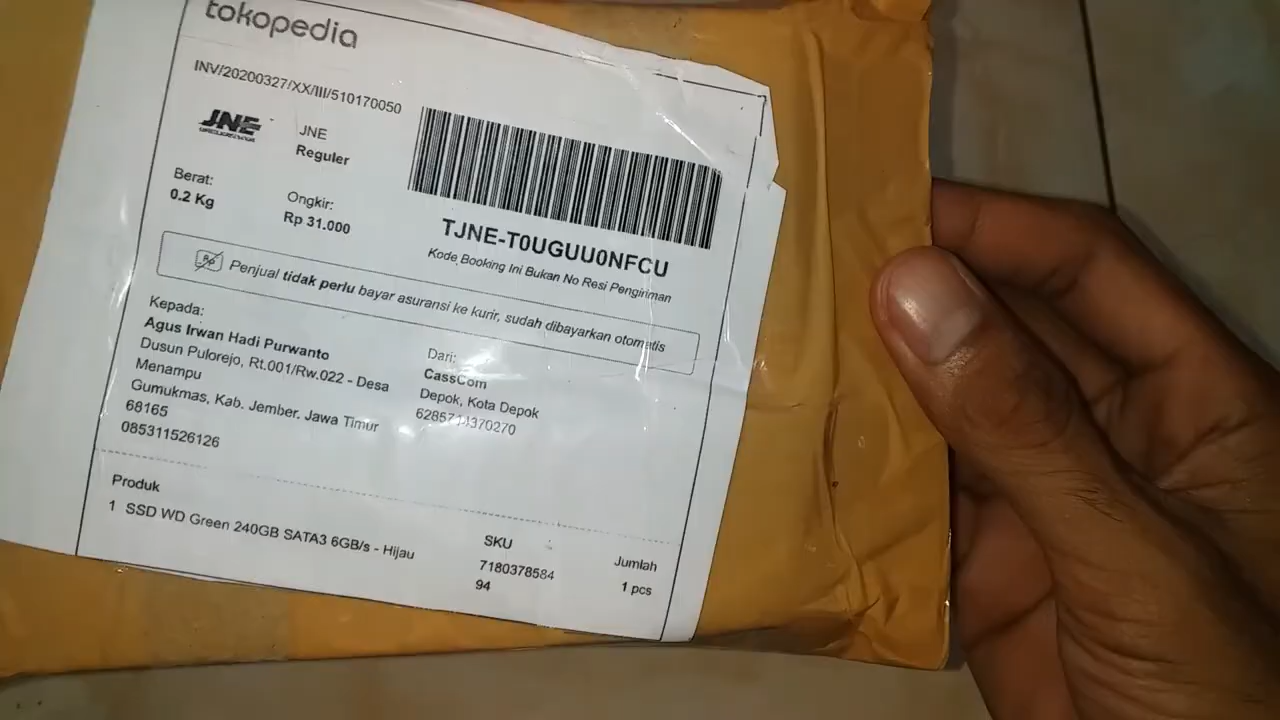 tokopedia
INV/20200327/XX/III/510170050
JNE
JNE
Reguler
Berat:
0.2 Kg
Ongkir:
Rp 31.000
TJNE-T0UGUU0NFCU
Kode Booking Ini Bukan No Resi Pengiriman
Penjual tidak perlu bayar asuransi ke kurir, sudah dibayarkan otomatis
Kepada:
Agus Irwan Hadi Purwanto
Dusun Pulorejo, Rt.001/Rw.022 - Desa
Menampu
Gumukmas, Kab. Jember, Jawa Timur
68165
085311526126
Dari:
CassCom
Depok, Kota Depok
Produk
1 SSD WD Green 240GB SATA3 6GB/s - Hijau
SKU
7180378584
94
Jumlah
1 pcs